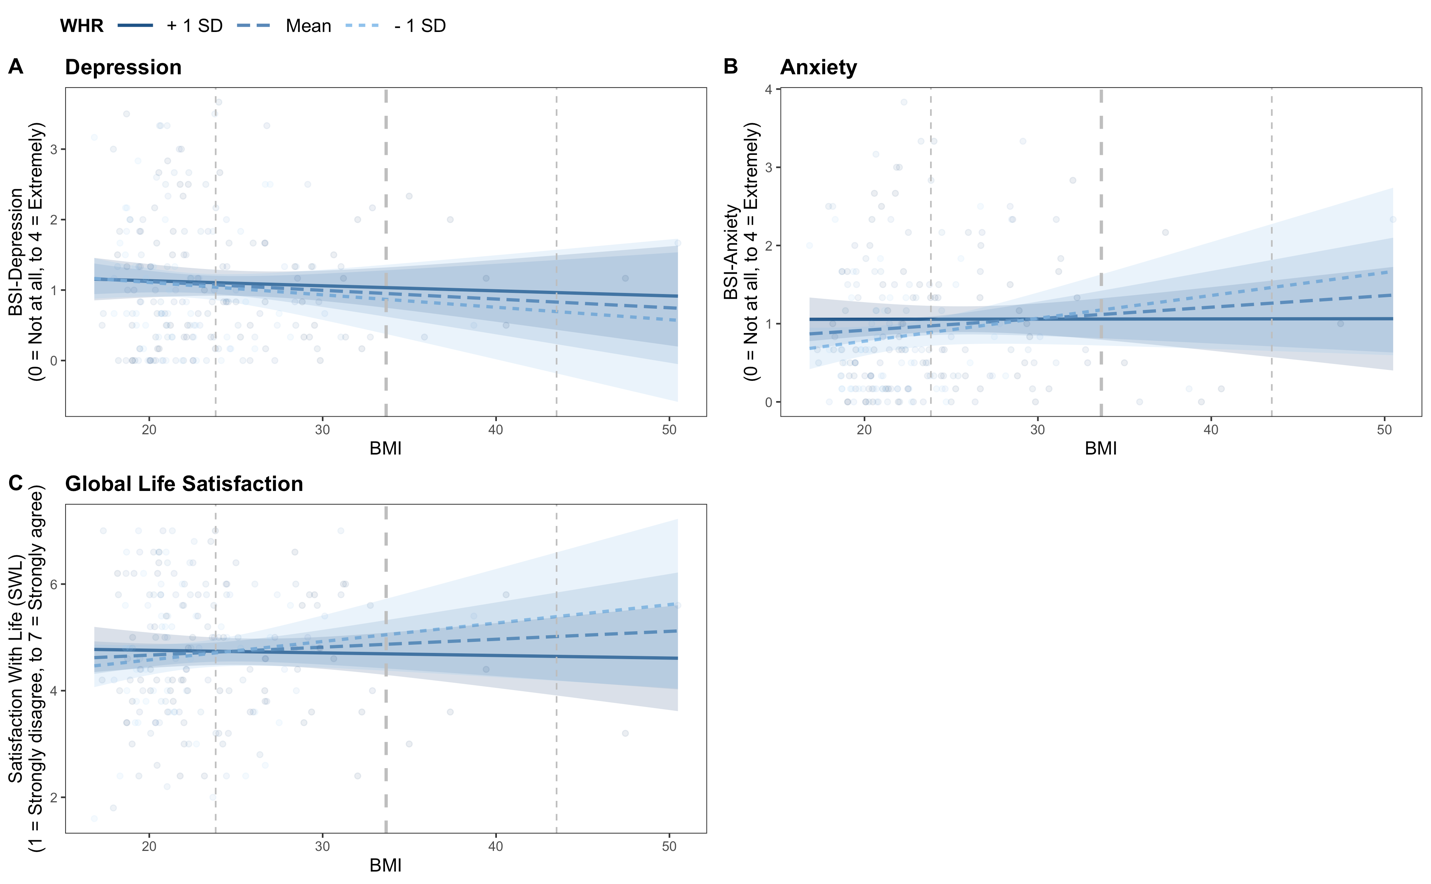 WHR + 1 SD Mean - 1 SD
A Depression
BSI-Depression
(0 = Not at all, to 4 = Extremely)
3
2
1
0
20 30 40 50
BMI
B Anxiety
BSI-Anxiety
(0 = Not at all, to 4 = Extremely)
4
3
2
1
0
20 30 40 50
BMI
C Global Life Satisfaction
Satisfaction With Life (SWL)
(1 = Strongly disagree, to 7 = Strongly agree)
6
4
2
20 30 40 50
BMI